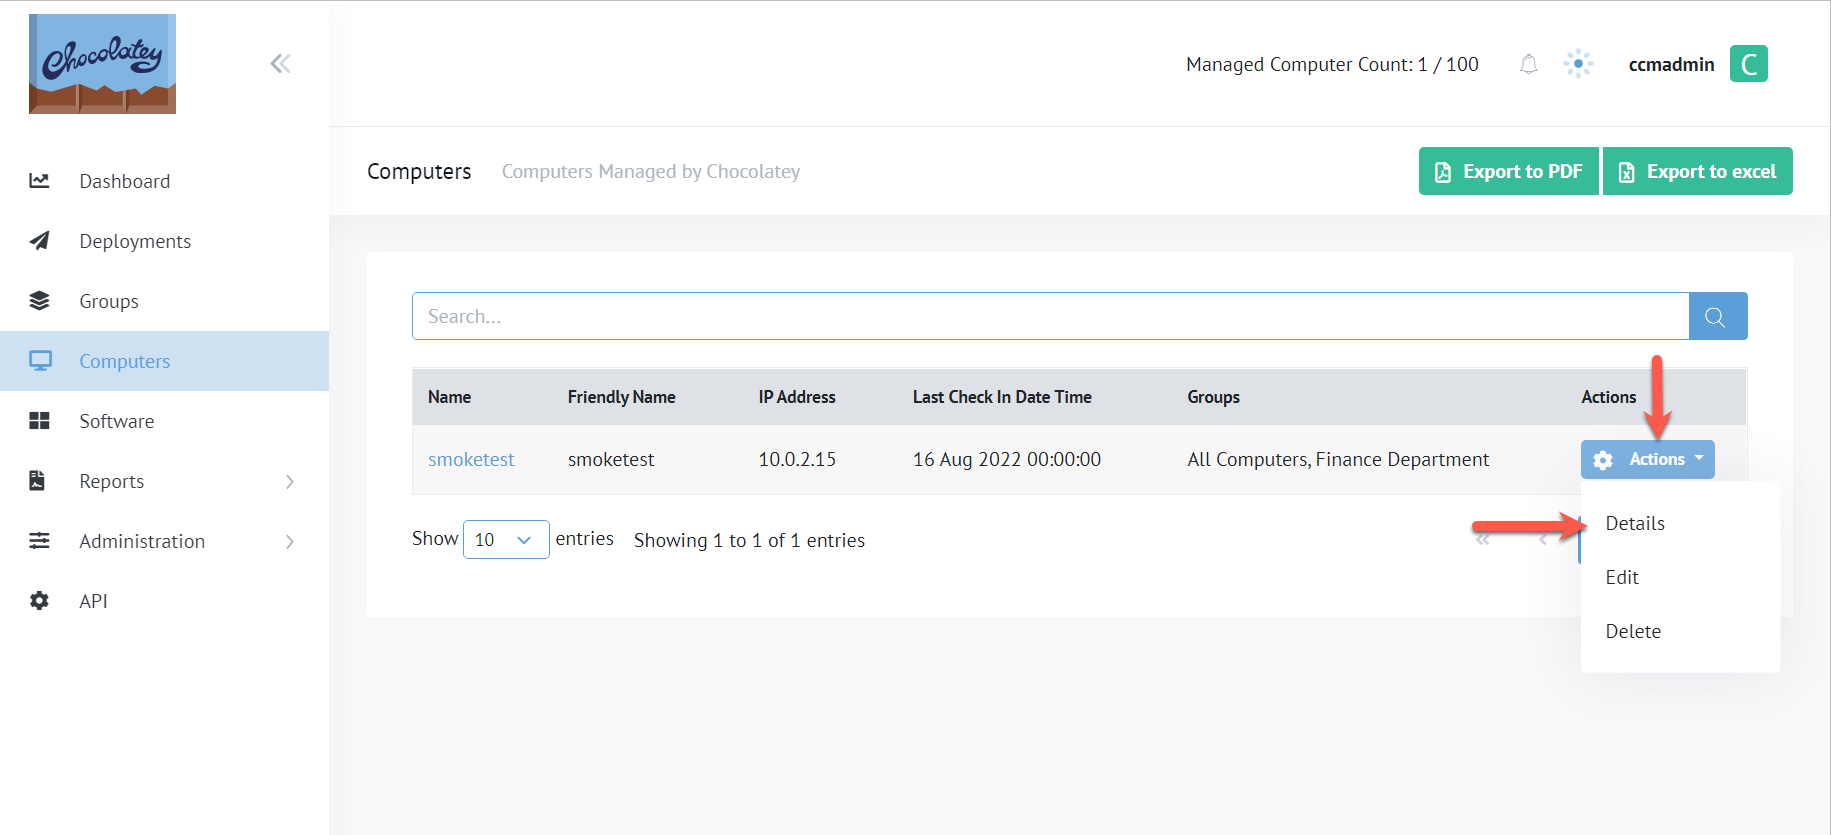 Chocolatey
Managed Computer Count: 1 / 100
ccmadmin
C
Dashboard
Deployments
Groups
Computers
Software
Reports
Administration
API
Computers
Computers Managed by Chocolatey
Export to PDF
Export to excel
Search...
Name Friendly Name IP Address Last Check In Date Time Groups Actions
smoketest smoketest 10.0.2.15 16 Aug 2022 00:00:00 All Computers, Finance Department Actions
Details
Edit
Delete
Show 10 entries Showing 1 to 1 of 1 entries